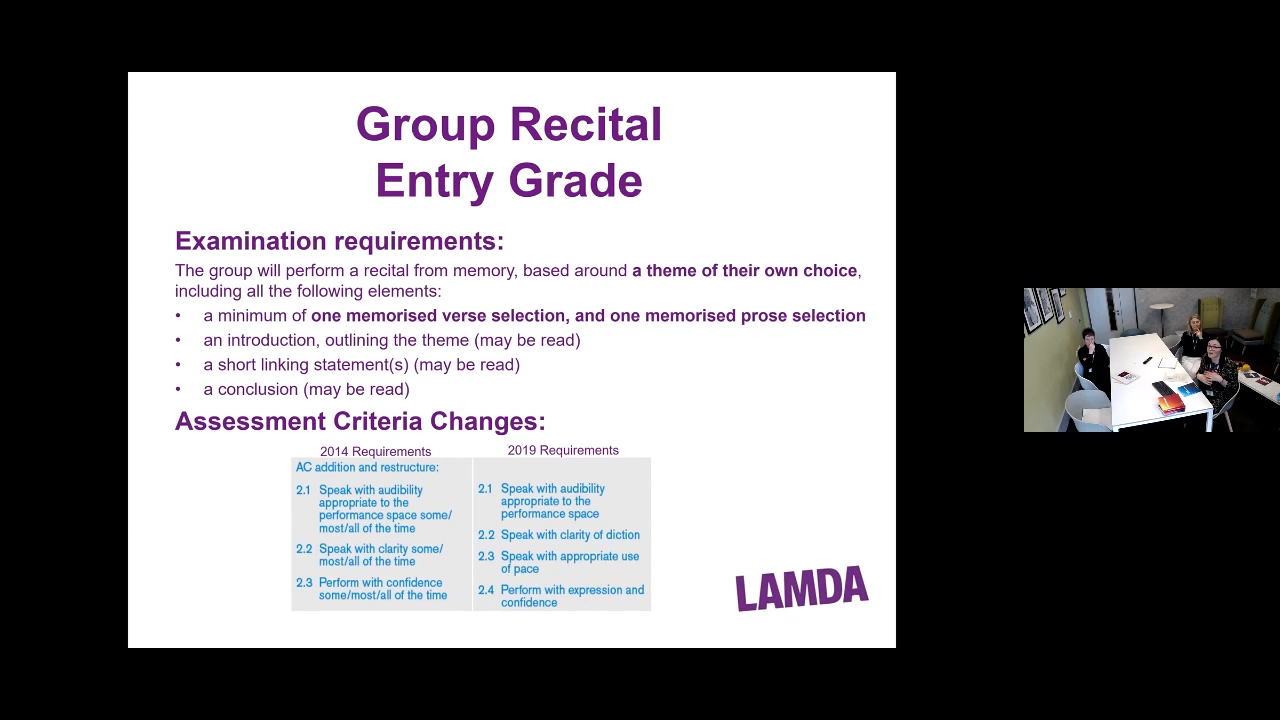 Group Recital
Entry Grade
Examination requirements:
The group will perform a recital from memory, based around a theme of their own choice,
including all the following elements:
• a minimum of one memorised verse selection, and one memorised prose selection
• an introduction, outlining the theme (may be read)
• a short linking statement(s) (may be read)
• a conclusion (may be read)
Assessment Criteria Changes:
2014 Requirements
AC addition and restructure:
2.1 Speak with audibility
appropriate to the
performance space some/
most/all of the time
2.2 Speak with clarity some/
most/all of the time
2.3 Perform with confidence
some/most/all of the time
2019 Requirements
2.1 Speak with audibility
appropriate to the
performance space
2.2 Speak with clarity of diction
2.3 Speak with appropriate use
of pace
2.4 Perform with expression and
confidence
LAMDA